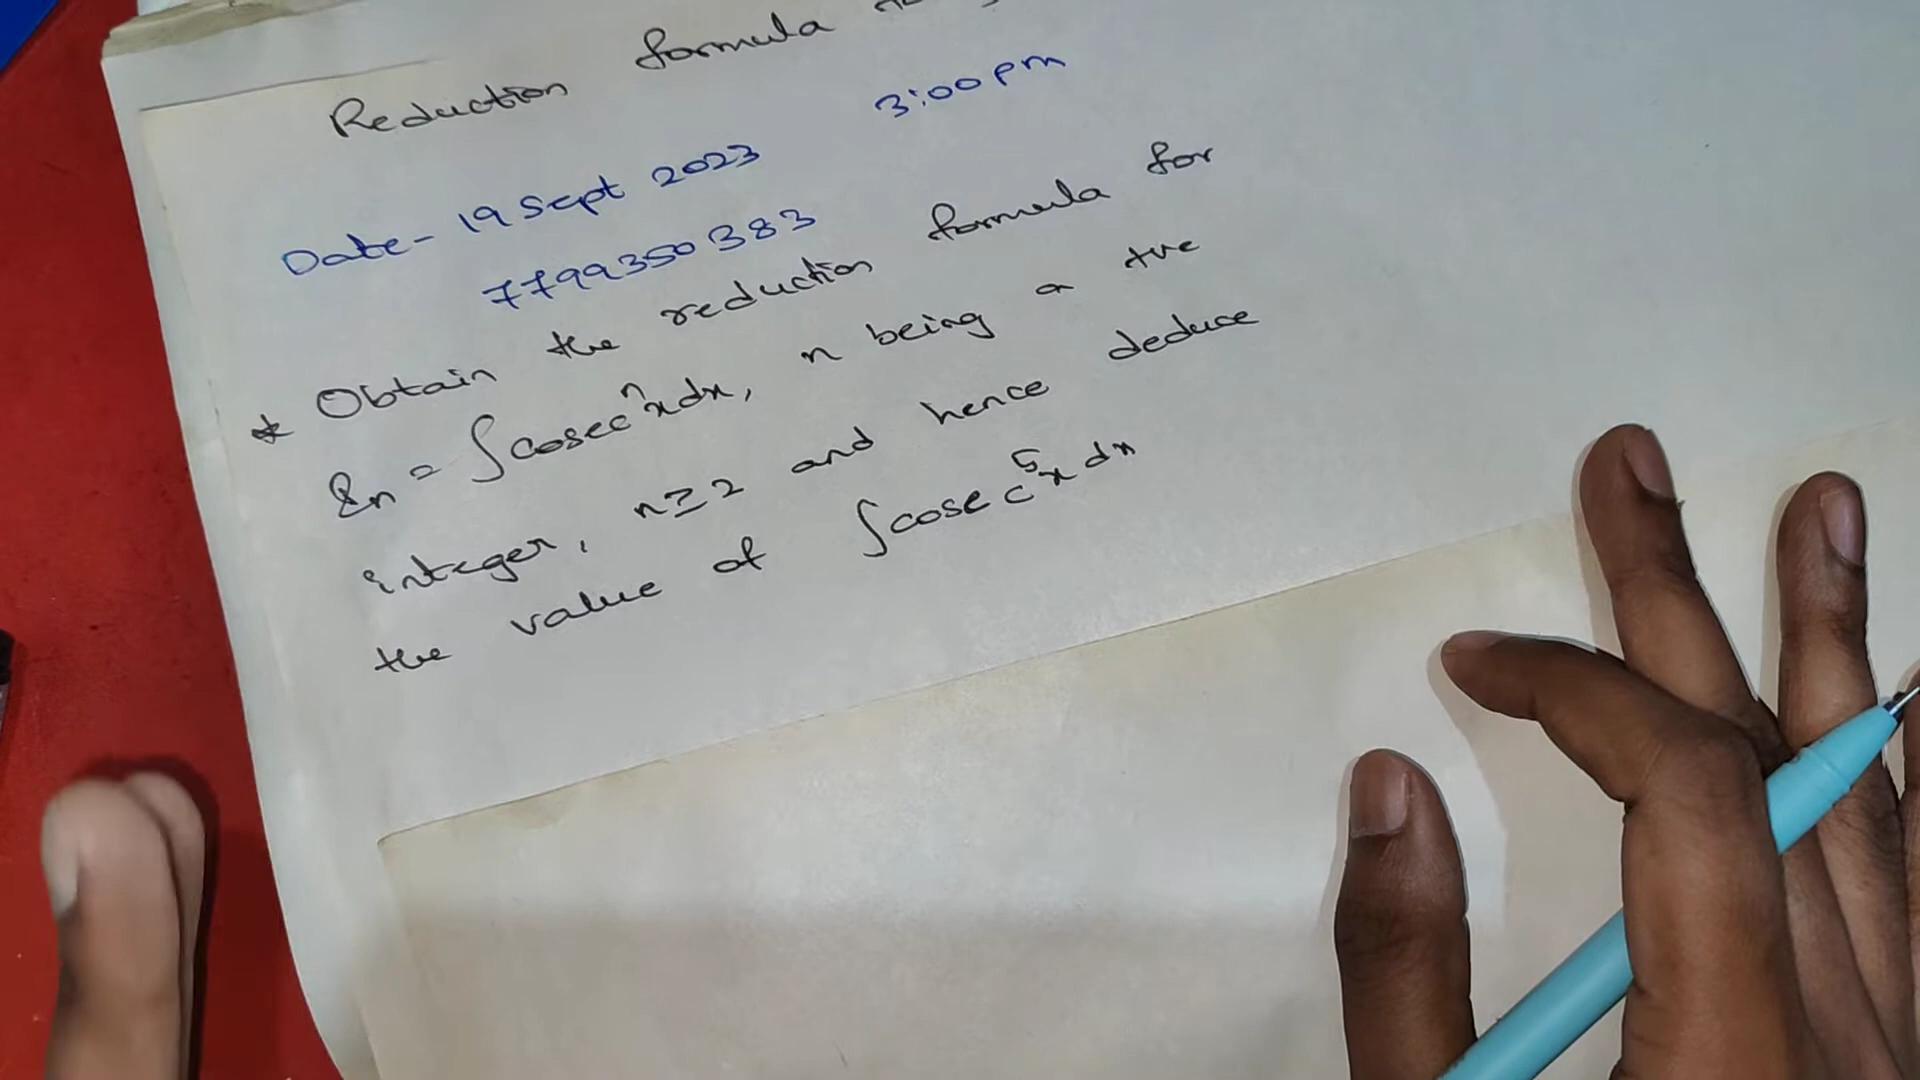 Reduction formula
Date- 19 Sept 2023 3:00 pm
7799350383
* Obtain the reduction formula for
In = ∫cosecⁿx dx, n being a +ve
integer, n≥2 and hence deduce
the value of ∫cosec⁵x dx